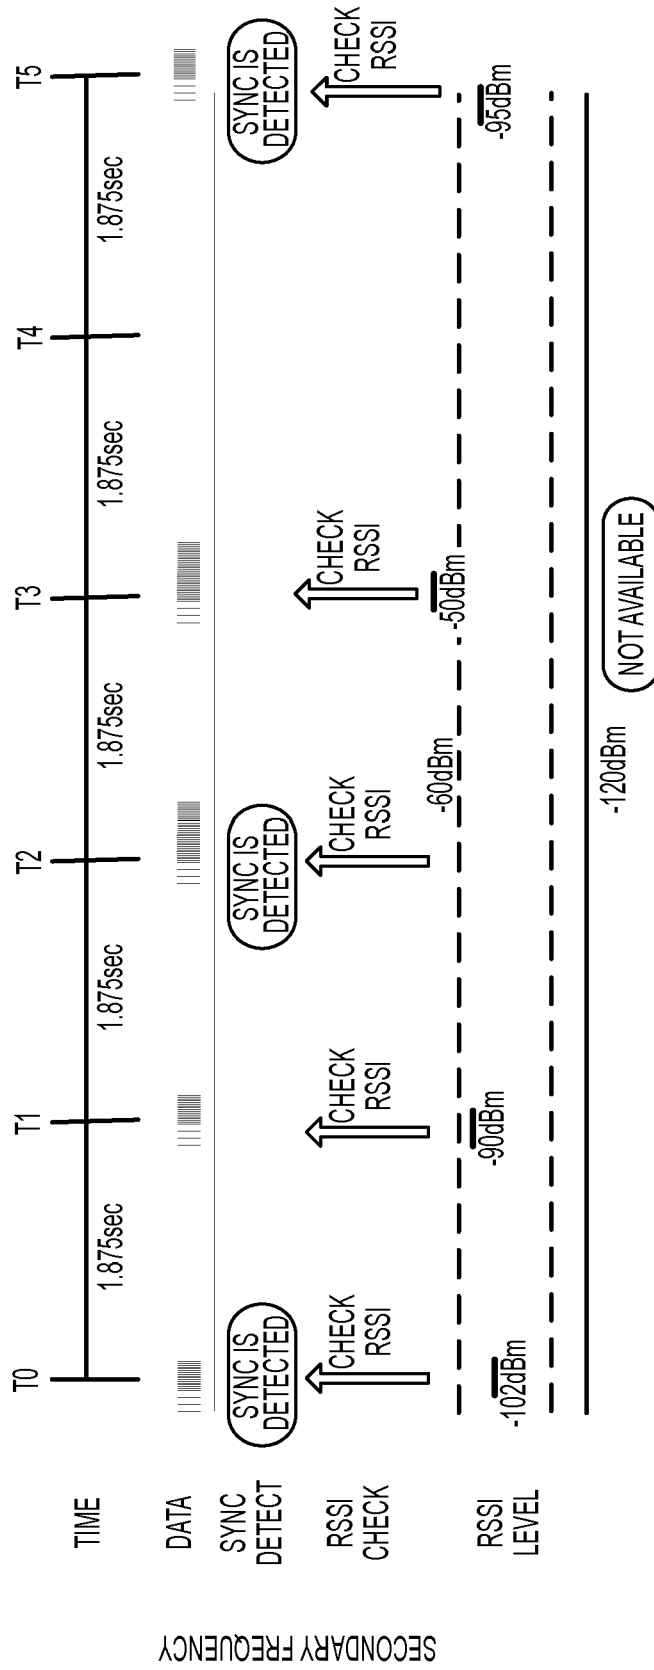 SECONDARY FREQUENCY
TIME
T0
1.875sec
T1
1.875sec
T2
1.875sec
T3
1.875sec
T4
1.875sec
T5
DATA
SYNC
DETECT
SYNC IS
DETECTED
SYNC IS
DETECTED
SYNC IS
DETECTED
RSSI
CHECK
CHECK
RSSI
CHECK
RSSI
CHECK
RSSI
CHECK
RSSI
CHECK
RSSI
RSSI
LEVEL
-102dBm
-90dBm
-60dBm
-50dBm
-95dBm
-120dBm
NOT AVAILABLE